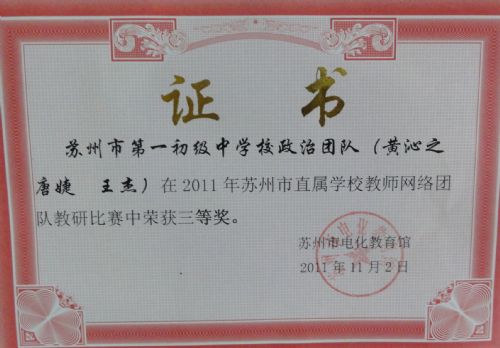 证 书
苏州市第一初级中学校政治团队（黄沁之
唐婕 王杰）在2011年苏州市直属学校教师网络团
队教研比赛中荣获三等奖。
苏州市电化教育馆
2011年11月2日